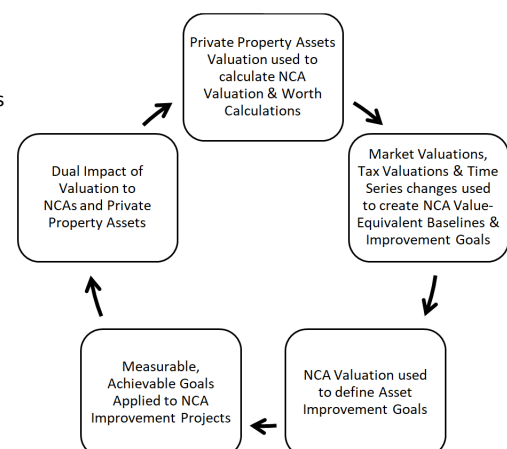 Private Property Assets
Valuation used to
calculate NCA
Valuation & Worth
Calculations
s
Market Valuations,
Tax Valuations & Time
Series changes used
to create NCA Value-
Equivalent Baselines &
Improvement Goals
NCA Valuation used
to define Asset
Improvement Goals
Measurable,
Achievable Goals
Applied to NCA
Improvement Projects
Dual Impact of
Valuation to
NCAs and Private
Property Assets